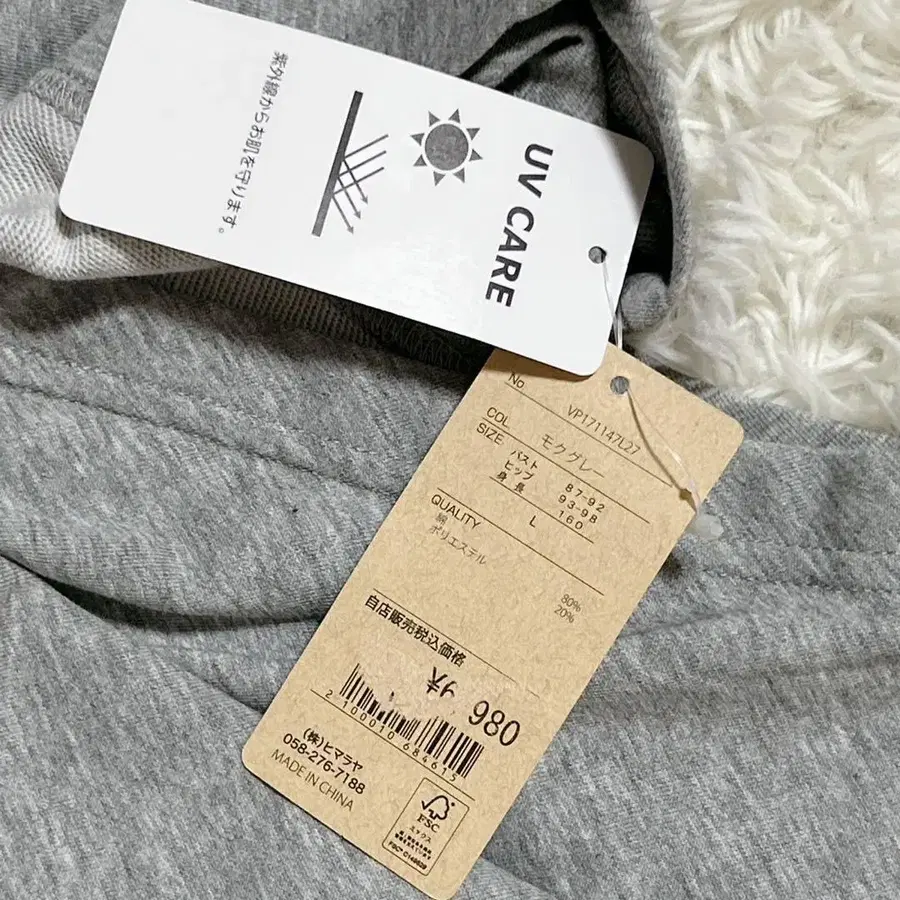 UV CARE
紫外線からお肌を守ります。
No. VP171147L27
COL モクグレー
SIZE
バスト 87-92
ヒップ 93-98
身長 160
L
QUALITY
綿 80%
ポリエステル 20%
自店販売税込価格
980
2 100010 684615
(株)ヒマラヤ
058-276-7188
MADE IN CHINA
FSC
ミックス
FSC® C148629